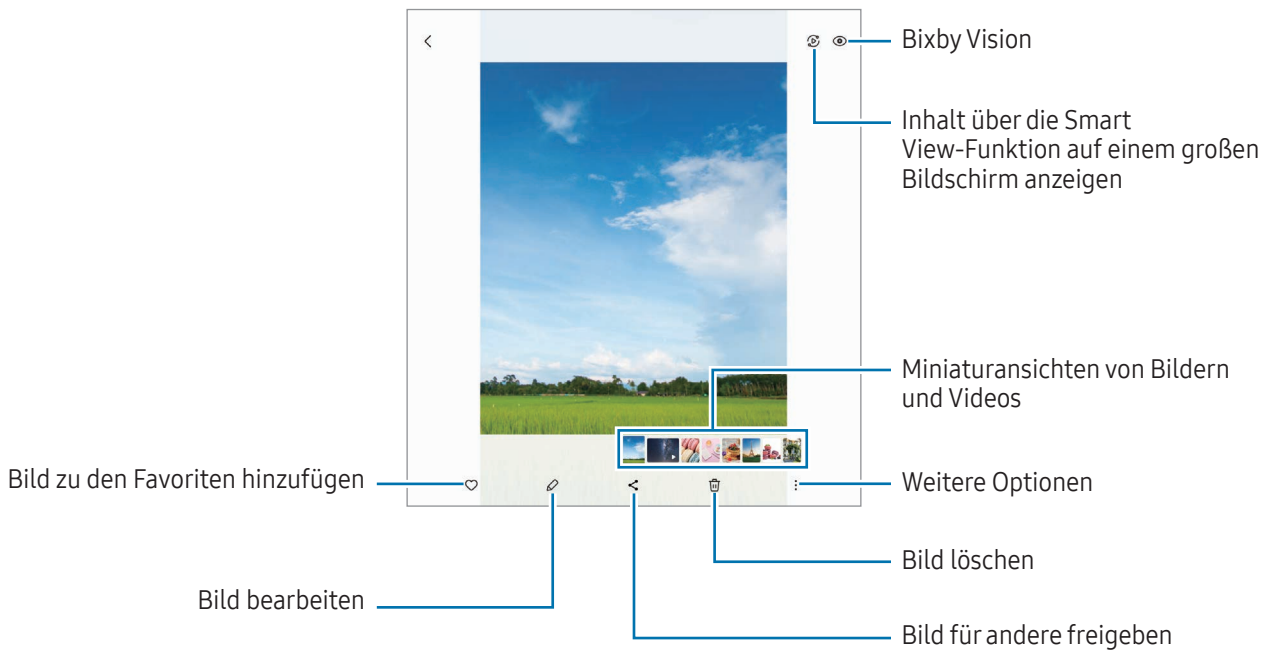 Bixby Vision
Inhalt über die Smart
View-Funktion auf einem großen
Bildschirm anzeigen
Miniaturansichten von Bildern
und Videos
Bild zu den Favoriten hinzufügen
Weitere Optionen
Bild löschen
Bild bearbeiten
Bild für andere freigeben